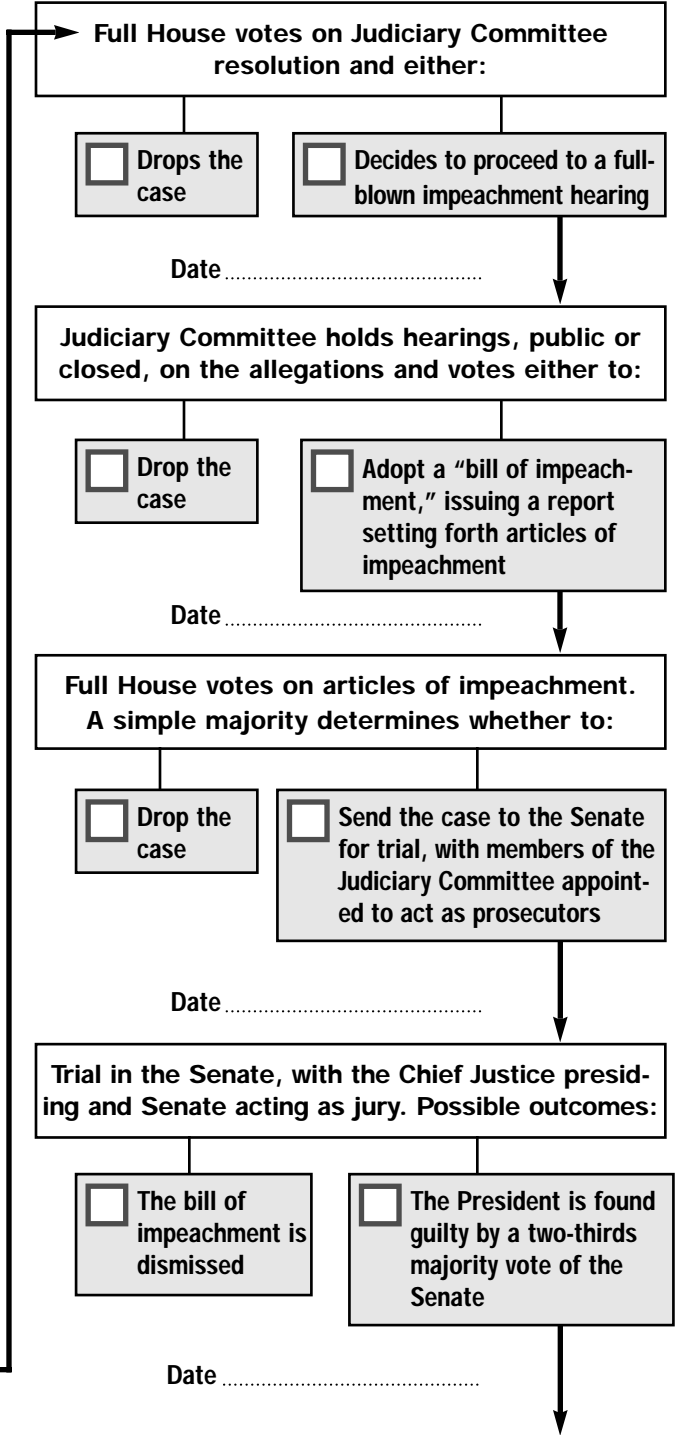 Full House votes on Judiciary Committee
resolution and either:
Drops the
case
Decides to proceed to a full-
blown impeachment hearing
Date
Judiciary Committee holds hearings, public or
closed, on the allegations and votes either to:
Drop the
case
Adopt a “bill of impeach-
ment,” issuing a report
setting forth articles of
impeachment
Date
Full House votes on articles of impeachment.
A simple majority determines whether to:
Drop the
case
Send the case to the Senate
for trial, with members of the
Judiciary Committee appoint-
ed to act as prosecutors
Date
Trial in the Senate, with the Chief Justice presid-
ing and Senate acting as jury. Possible outcomes:
The bill of
impeachment is
dismissed
The President is found
guilty by a two-thirds
majority vote of the
Senate
Date